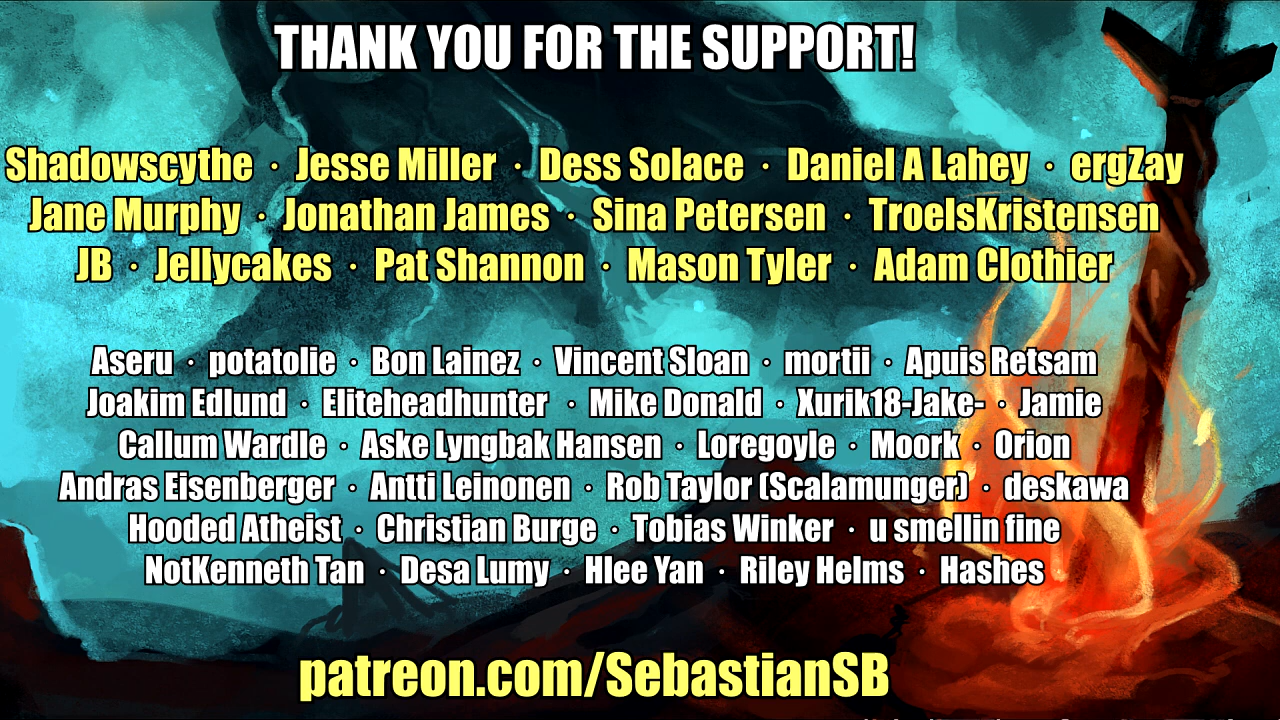 THANK YOU FOR THE SUPPORT!
Shadowscythe · Jesse Miller · Dess Solace · Daniel A Lahey · ergZay
Jane Murphy · Jonathan James · Sina Petersen · TroelsKristensen
JB · Jellycakes · Pat Shannon · Mason Tyler · Adam Clothier
Aseru · potatolie · Bon Lainez · Vincent Sloan · mortii · Apuis Retsam
Joakim Edlund · Eliteheadhunter · Mike Donald · Xurik18-Jake- · Jamie
Callum Wardle · Aske Lyngbak Hansen · Loregoyle · Moork · Orion
Andras Eisenberger · Antti Leinonen · Rob Taylor (Scalamunger) · deskawa
Hooded Atheist · Christian Burge · Tobias Winker · u smellin fine
NotKenneth Tan · Desa Lumy · Hlee Yan · Riley Helms · Hashes
patreon.com/SebastianSB